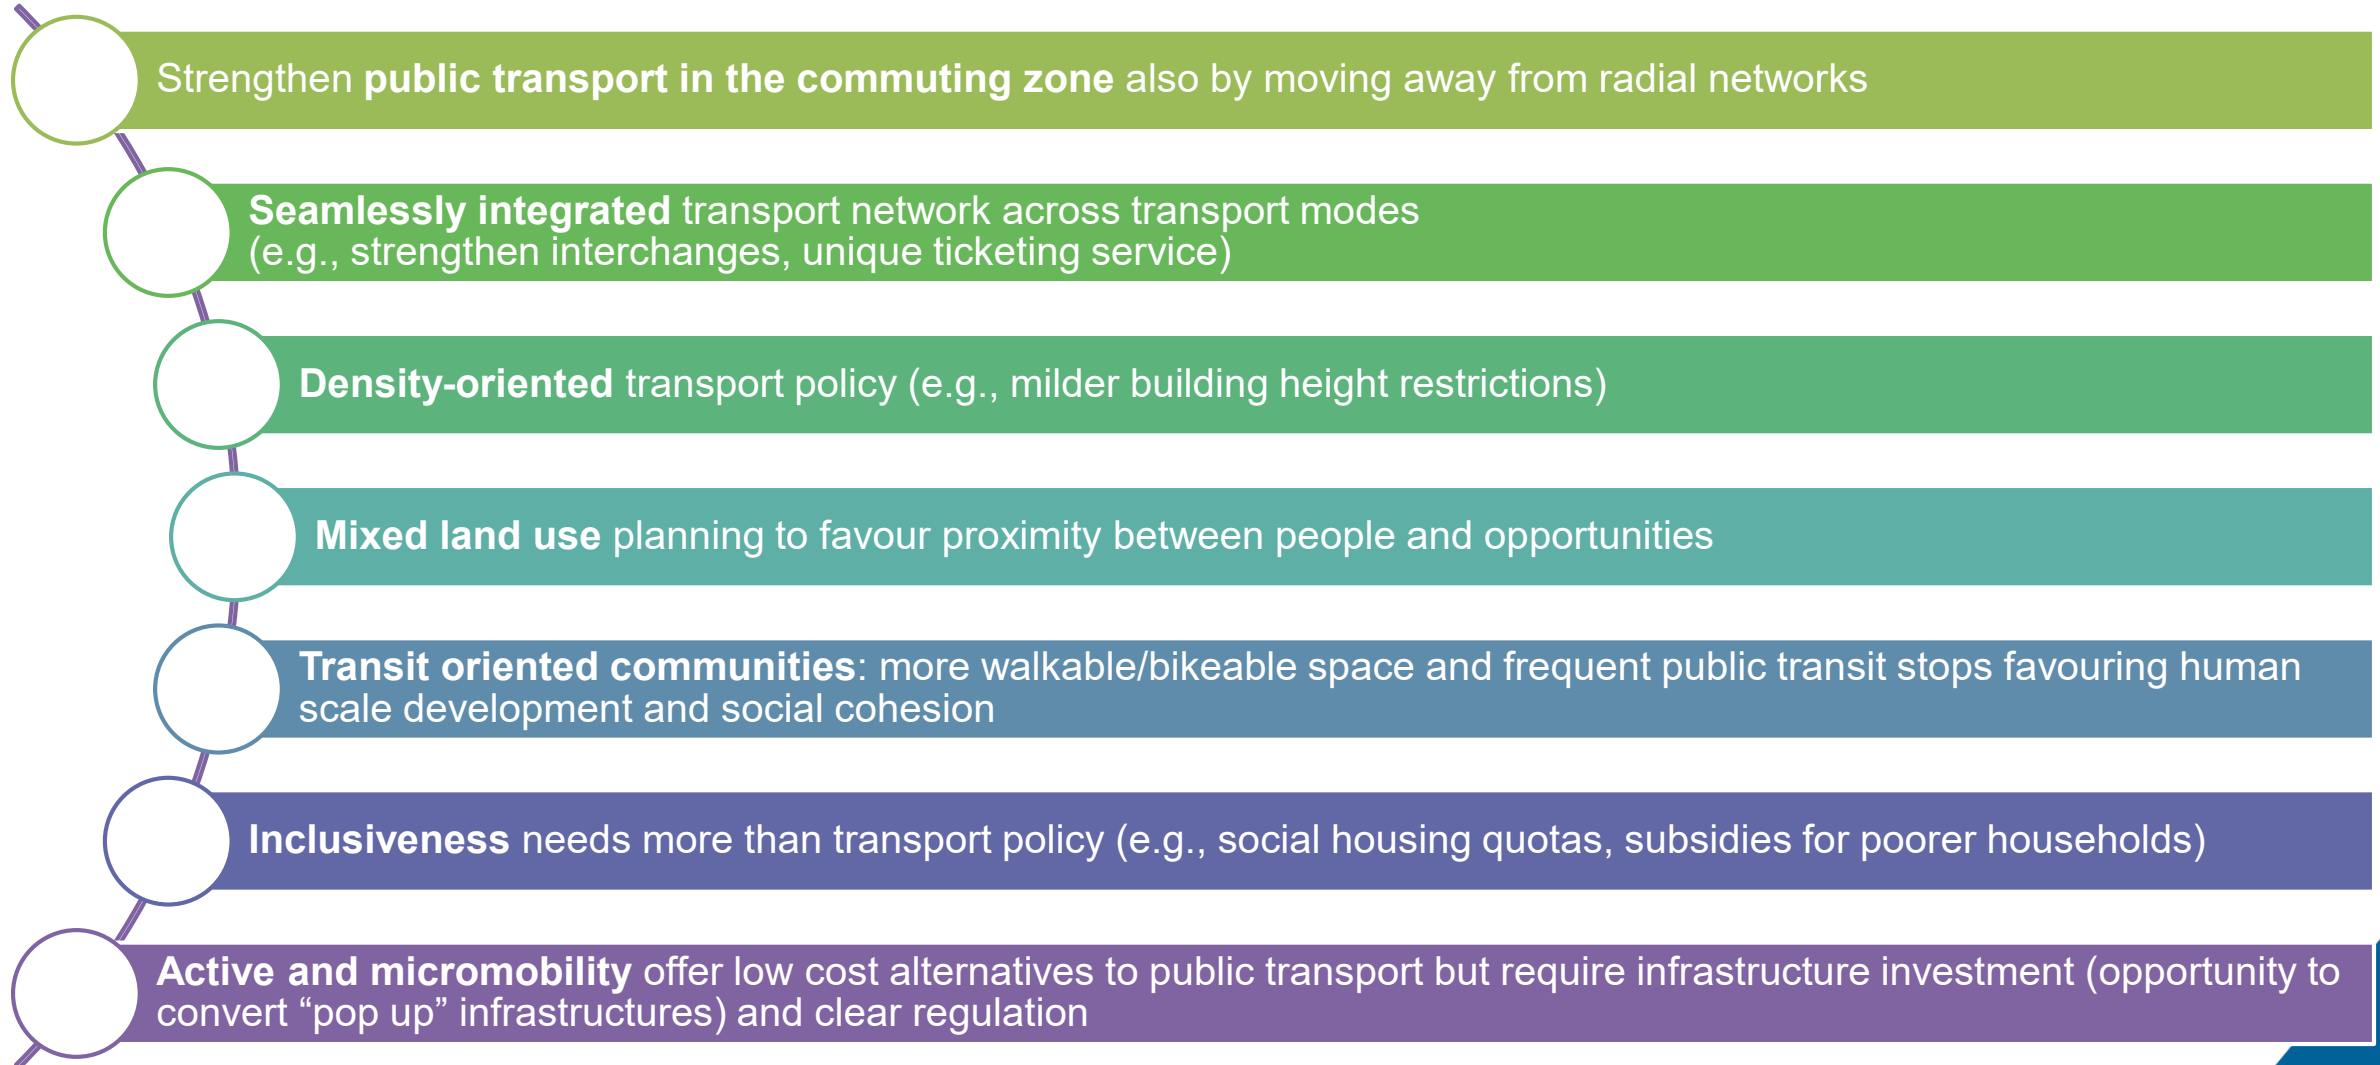 Strengthen public transport in the commuting zone also by moving away from radial networks
Seamlessly integrated transport network across transport modes
(e.g., strengthen interchanges, unique ticketing service)
Density-oriented transport policy (e.g., milder building height restrictions)
Mixed land use planning to favour proximity between people and opportunities
Transit oriented communities: more walkable/bikeable space and frequent public transit stops favouring human
scale development and social cohesion
Inclusiveness needs more than transport policy (e.g., social housing quotas, subsidies for poorer households)
Active and micromobility offer low cost alternatives to public transport but require infrastructure investment (opportunity to
convert “pop up” infrastructures) and clear regulation